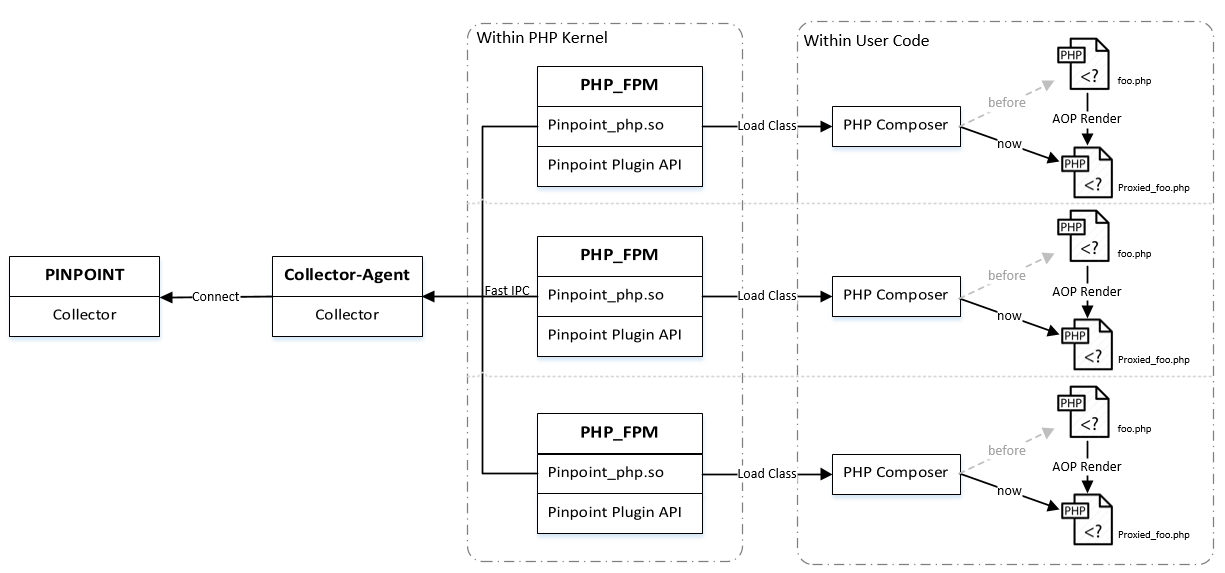 Within PHP Kernel
Within User Code
PHP_FPM
Pinpoint_php.so
Pinpoint Plugin API
Load Class
PHP Composer
before
now
PHP
<?
foo.php
AOP Render
PHP
<?
Proxied_foo.php
PINPOINT
Collector
Connect
Collector-Agent
Collector
Fast IPC
PHP_FPM
Pinpoint_php.so
Pinpoint Plugin API
Load Class
PHP Composer
before
now
PHP
<?
foo.php
AOP Render
PHP
<?
Proxied_foo.php
PHP_FPM
Pinpoint_php.so
Pinpoint Plugin API
Load Class
PHP Composer
before
now
PHP
<?
foo.php
AOP Render
PHP
<?
Proxied_foo.php